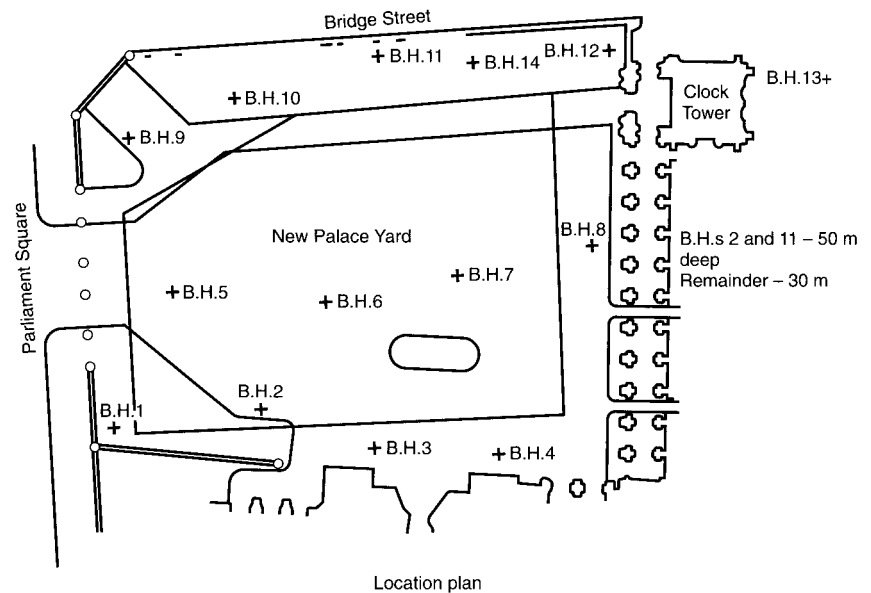 Bridge Street
B.H.11
B.H.14
B.H.12
B.H.13
Clock
Tower
B.H.10
B.H.9
Parliament Square
New Palace Yard
B.H.8
B.H.s 2 and 11 – 50 m
deep
Remainder – 30 m
B.H.7
B.H.5
B.H.6
B.H.2
B.H.1
B.H.3
B.H.4
Location plan